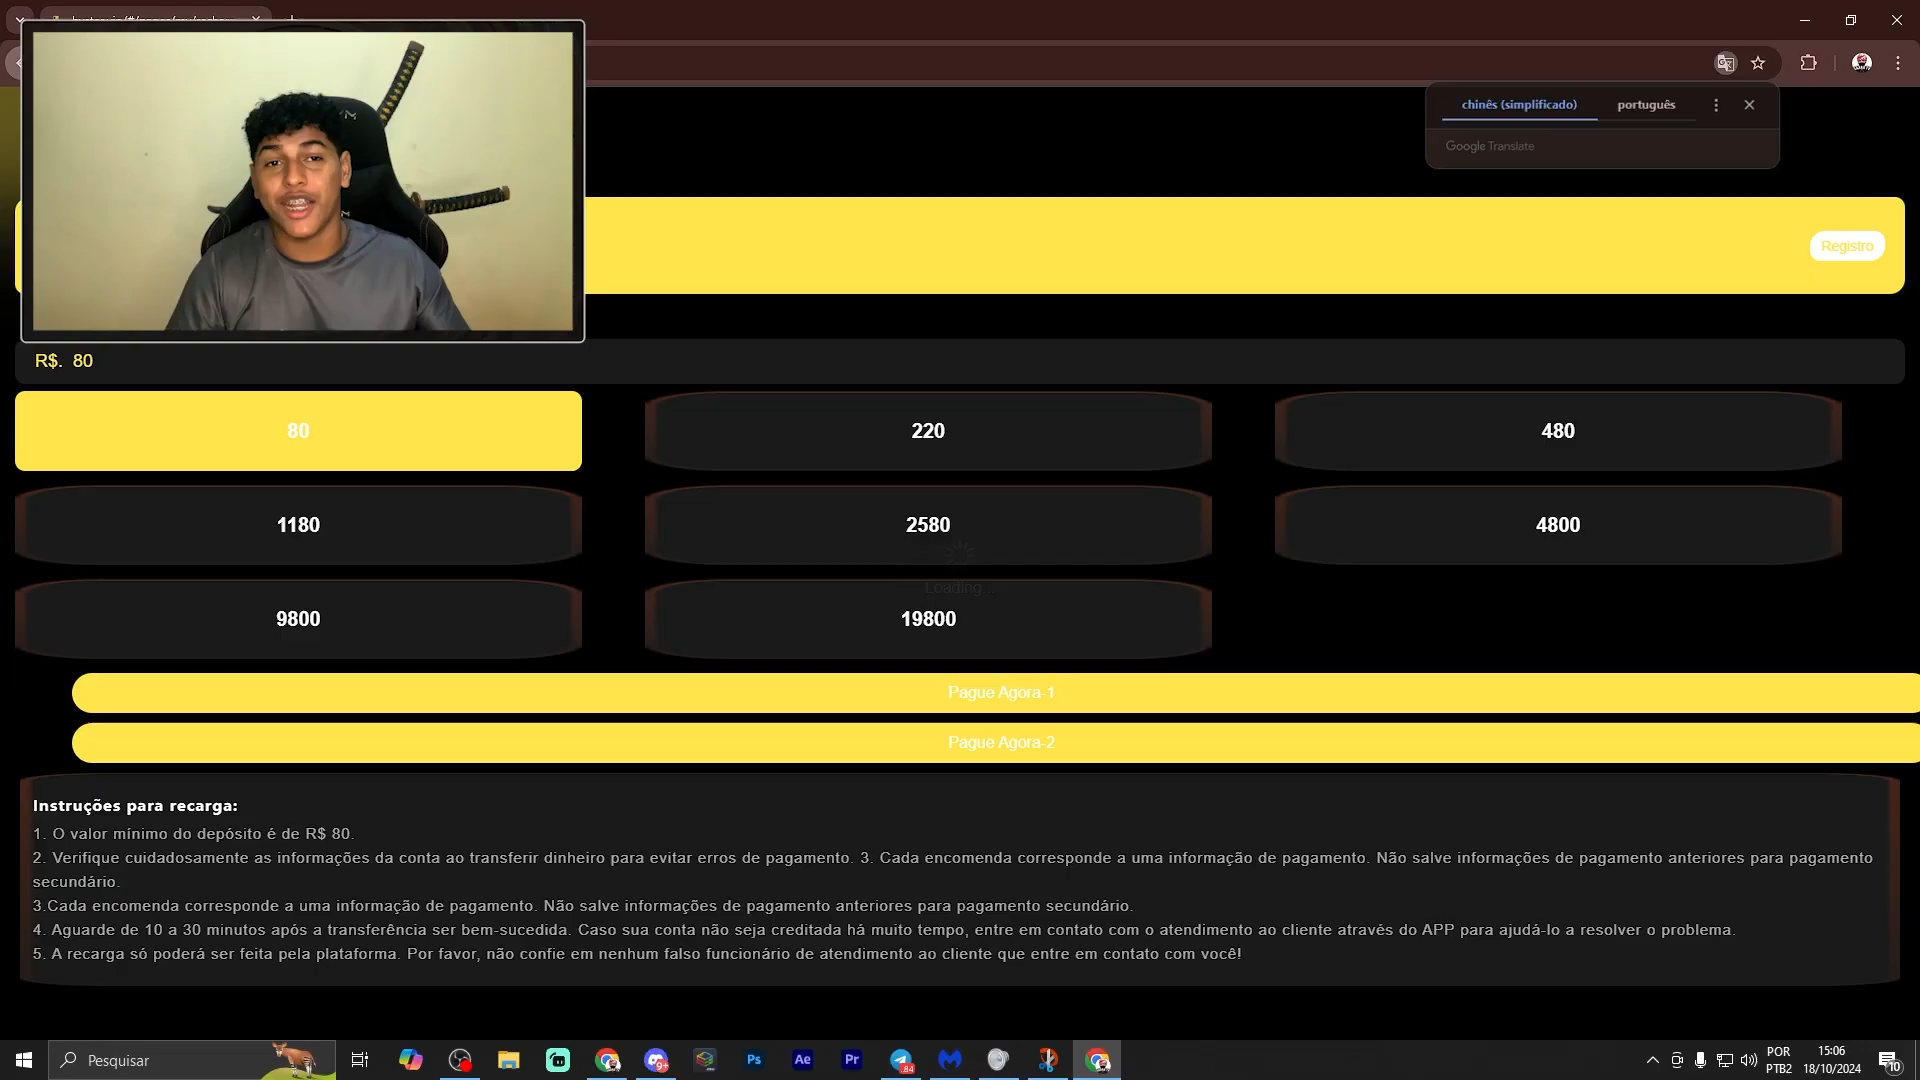 chinês (simplificado) português
Google Translate
Registro
R$. 80
80 220 480
1180 2580 4800
Loading
9800 19800
Pague Agora-1
Pague Agora-2
Instruções para recarga:
1. O valor mínimo do depósito é de R$ 80.
2. Verifique cuidadosamente as informações da conta ao transferir dinheiro para evitar erros de pagamento. 3. Cada encomenda corresponde a uma informação de pagamento. Não salve informações de pagamento anteriores para pagamento
secundário.
3.Cada encomenda corresponde a uma informação de pagamento. Não salve informações de pagamento anteriores para pagamento secundário.
4. Aguarde de 10 a 30 minutos após a transferência ser bem-sucedida. Caso sua conta não seja creditada há muito tempo, entre em contato com o atendimento ao cliente através do APP para ajudá-lo a resolver o problema.
5. A recarga só poderá ser feita pela plataforma. Por favor, não confie em nenhum falso funcionário de atendimento ao cliente que entre em contato com você!
Pesquisar 9+ Ps Ae Pr 84 POR 15:06
PTB2 18/10/2024 10